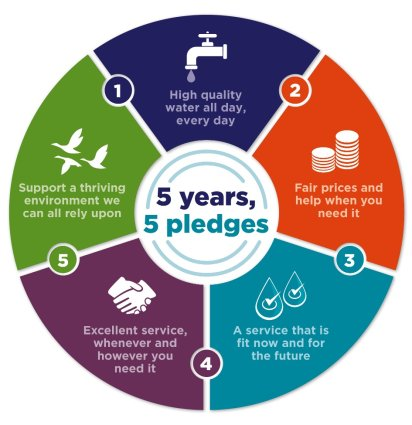 5 years,
5 pledges
1
High quality
water all day,
every day
2
Fair prices and
help when you
need it
3
A service that is
fit now and for
the future
4
Excellent service,
whenever and
however you
need it
5
Support a thriving
environment we
can all rely upon